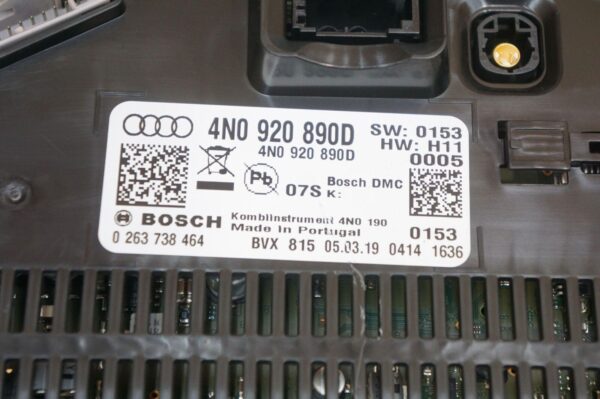 4N0 920 890D SW: 0153
4N0 920 890D HW: H11
0005
Pb 07S Bosch DMC
K:
BOSCH Kombiinstrument 4N0 190
Made in Portugal 0153
0 263 738 464 BVX 815 05.03.19 0414 1636